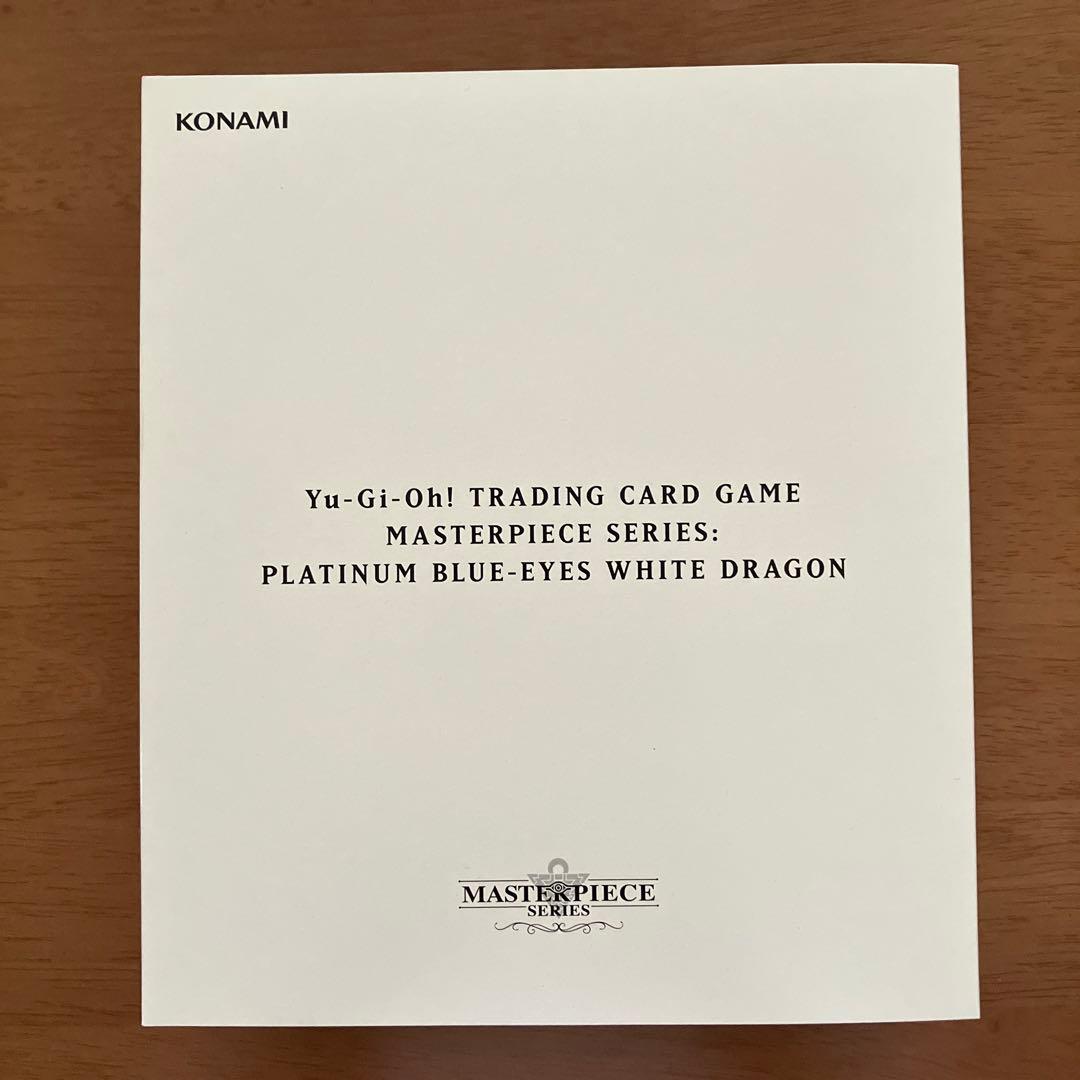 KONAMI
Yu-Gi-Oh! TRADING CARD GAME
MASTERPIECE SERIES:
PLATINUM BLUE-EYES WHITE DRAGON
MASTERPIECE
SERIES